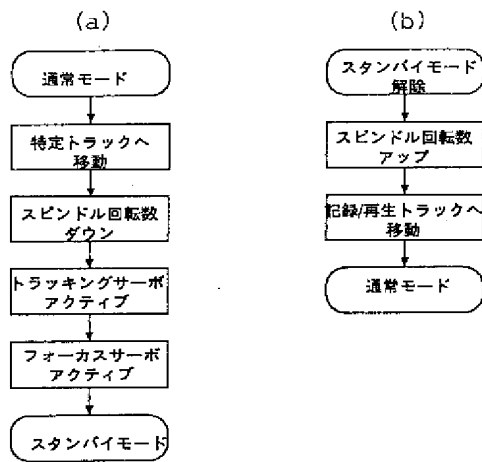 (a)
通常モード
特定トラックへ
移動
スピンドル回転数
ダウン
トラッキングサーボ
アクティブ
フォーカスサーボ
アクティブ
スタンバイモード
(b)
スタンバイモード
解除
スピンドル回転数
アップ
記録/再生トラックへ
移動
通常モード